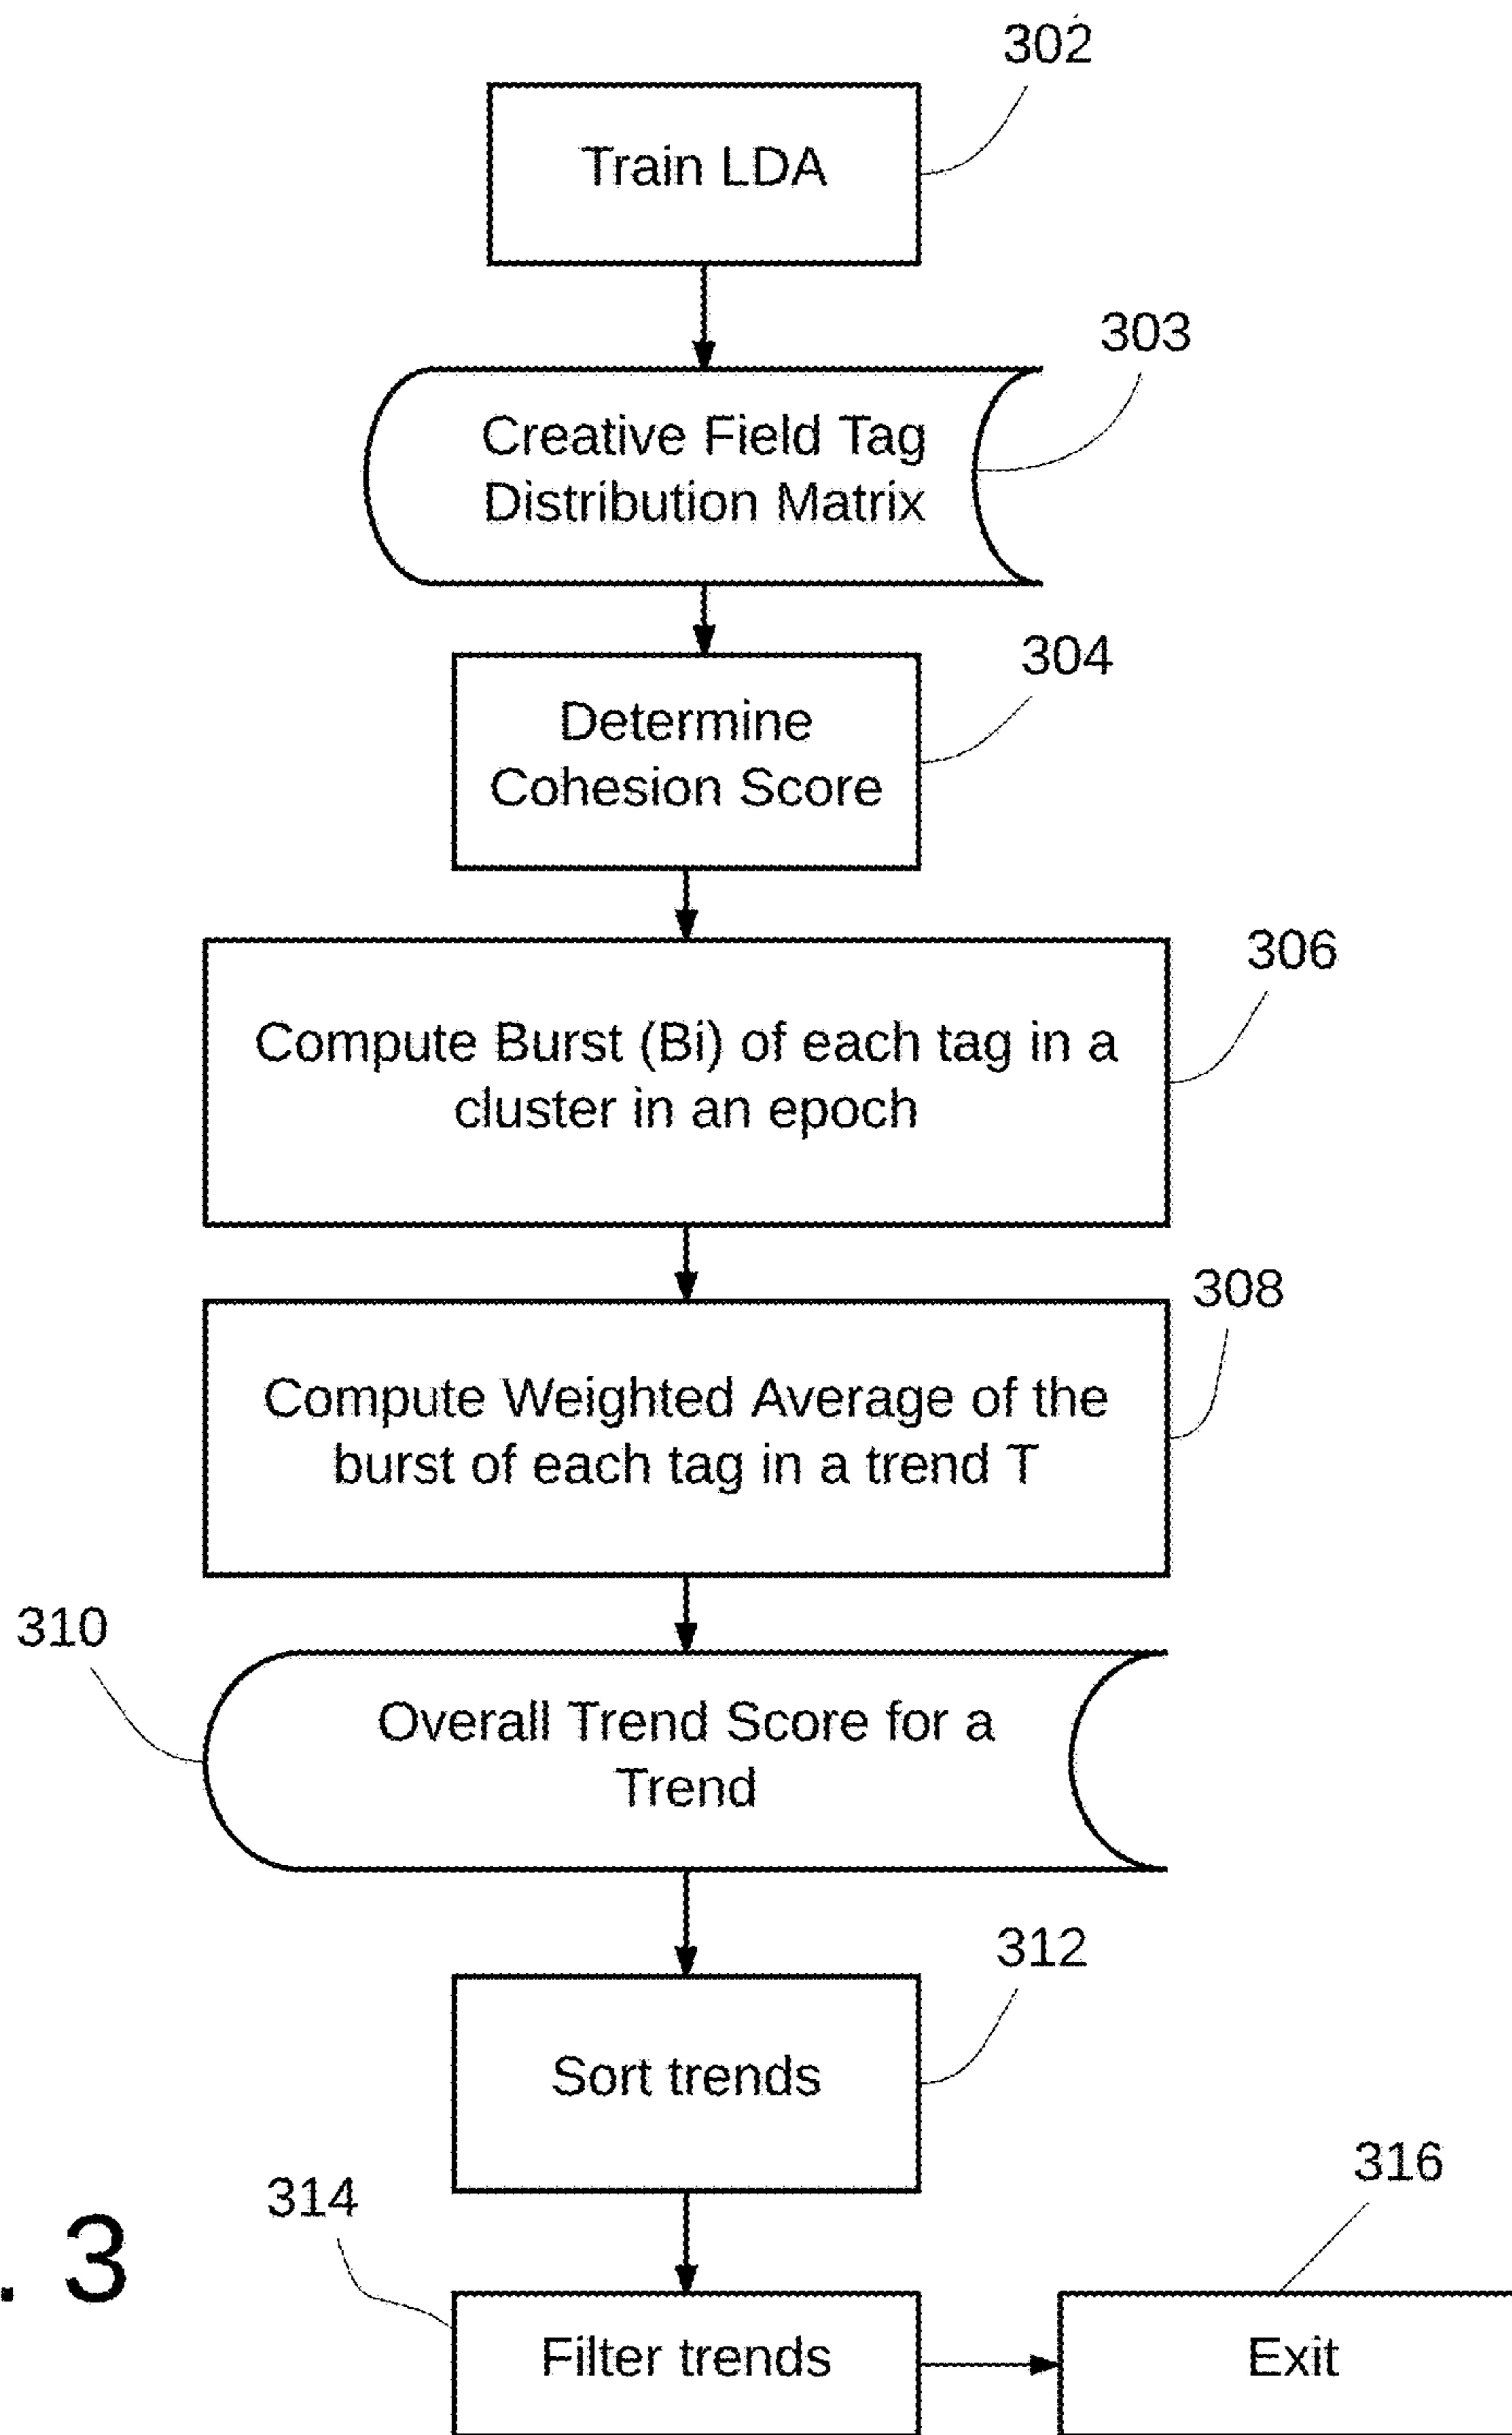 302
Train LDA
303
Creative Field Tag
Distribution Matrix
304
Determine
Cohesion Score
306
Compute Burst (Bi) of each tag in a
cluster in an epoch
308
Compute Weighted Average of the
burst of each tag in a trend T
310
Overall Trend Score for a
Trend
312
Sort trends
314
316
. 3
Filter trends
Exit